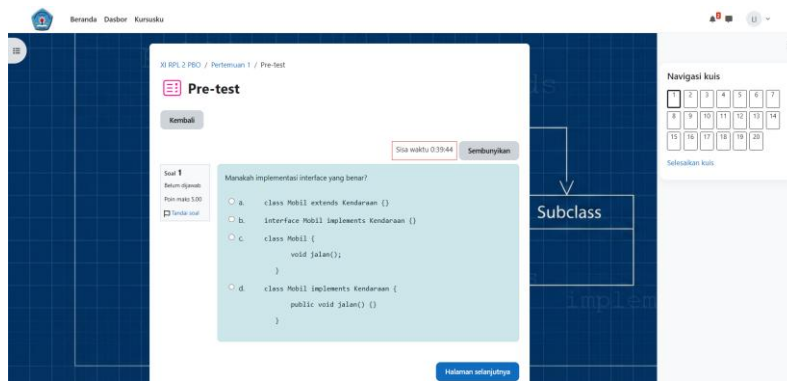 Beranda Dasbor Kursusku
XI RPL 2 PBO / Pertemuan 1 / Pre-test
Pre-test
Kembali
Sisa waktu 0:39:44 Sembunyikan
Soal 1
Belum dijawab
Poin maks 5,00
Tandai soal
Manakah implementasi interface yang benar?
a. class Mobil extends Kendaraan {}
b. interface Mobil implements Kendaraan {}
c. class Mobil {
void jalan();
}
d. class Mobil implements Kendaraan {
public void jalan() {}
}
Halaman selanjutnya
Navigasi kuis
1 2 3 4 5 6 7
8 9 10 11 12 13 14
15 16 17 18 19 20
Selesaikan kuis
Subclass
implem